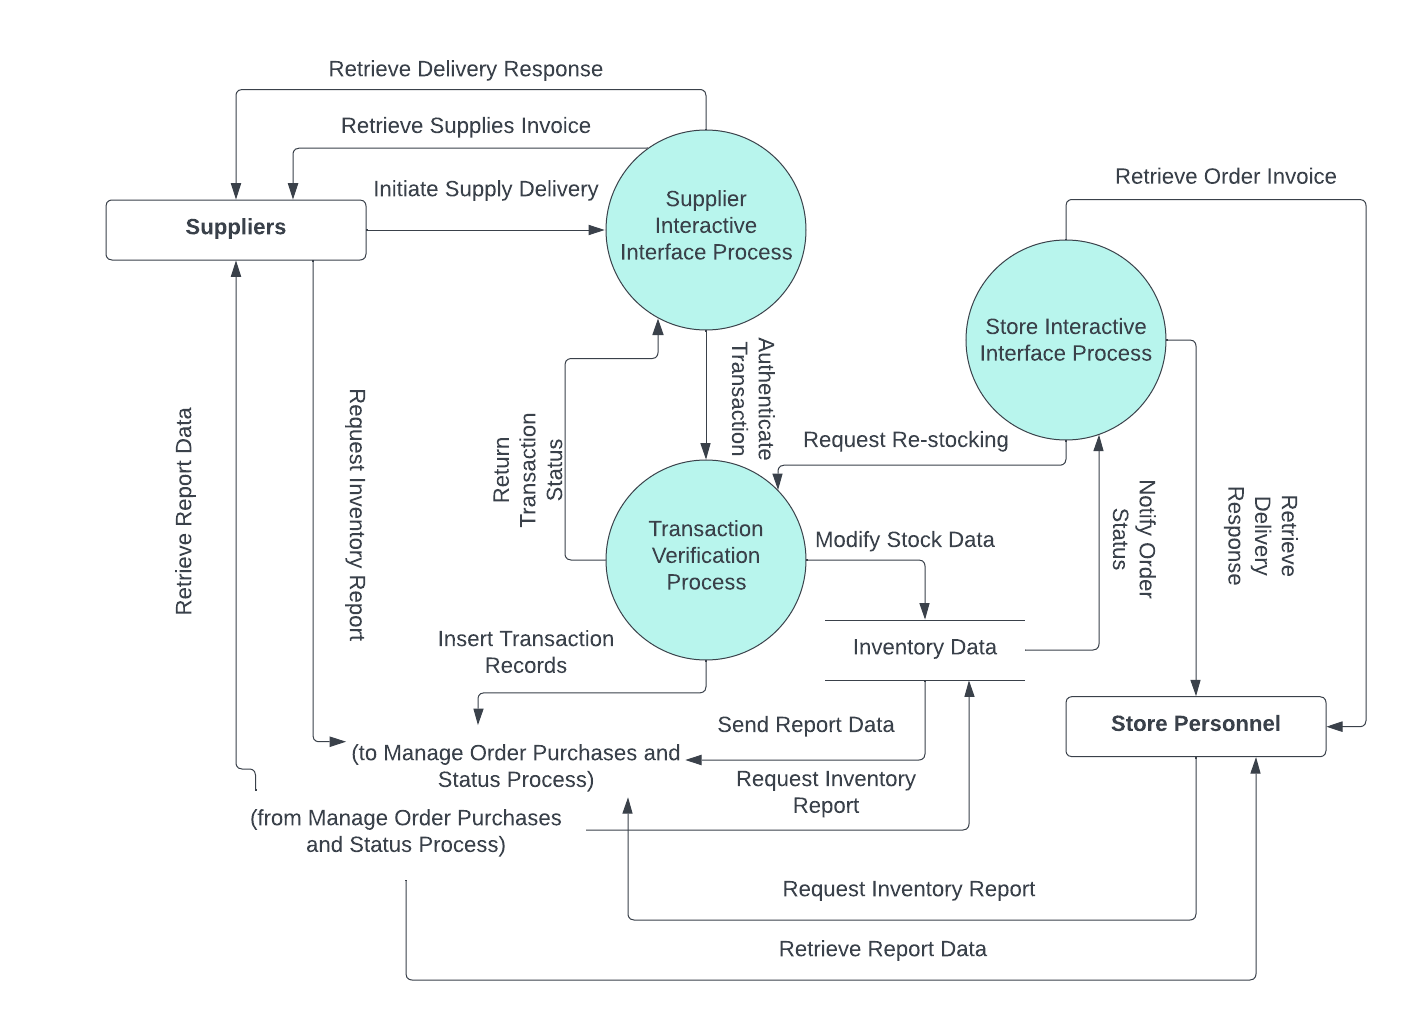 Retrieve Delivery Response
Retrieve Supplies Invoice
Initiate Supply Delivery
Suppliers
Supplier
Interactive
Interface Process
Retrieve Order Invoice
Store Interactive
Interface Process
Authenticate
Transaction
Request Re-stocking
Return
Transaction
Status
Retrieve Report Data
Request Inventory Report
Transaction
Verification
Process
Modify Stock Data
Notify Order
Status
Retrieve
Delivery
Response
Insert Transaction
Records
Inventory Data
Send Report Data
Store Personnel
(to Manage Order Purchases and
Status Process)
Request Inventory
Report
(from Manage Order Purchases
and Status Process)
Request Inventory Report
Retrieve Report Data